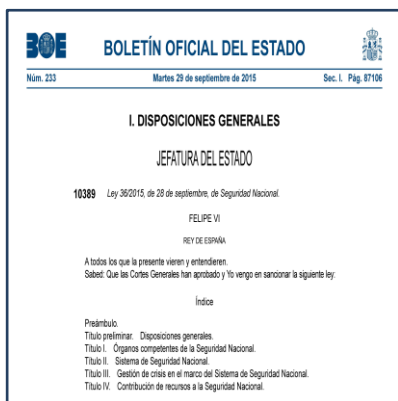 BOE BOLETÍN OFICIAL DEL ESTADO
Núm. 233 Martes 29 de septiembre de 2015 Sec. I. Pág. 87106
I. DISPOSICIONES GENERALES
JEFATURA DEL ESTADO
10389 Ley 36/2015, de 28 de septiembre, de Seguridad Nacional.
FELIPE VI
REY DE ESPAÑA
A todos los que la presente vieren y entendieren.
Sabed: Que las Cortes Generales han aprobado y Yo vengo en sancionar la siguiente ley:
Índice
Preámbulo.
Título preliminar. Disposiciones generales.
Título I. Órganos competentes de la Seguridad Nacional.
Título II. Sistema de Seguridad Nacional.
Título III. Gestión de crisis en el marco del Sistema de Seguridad Nacional.
Título IV. Contribución de recursos a la Seguridad Nacional.